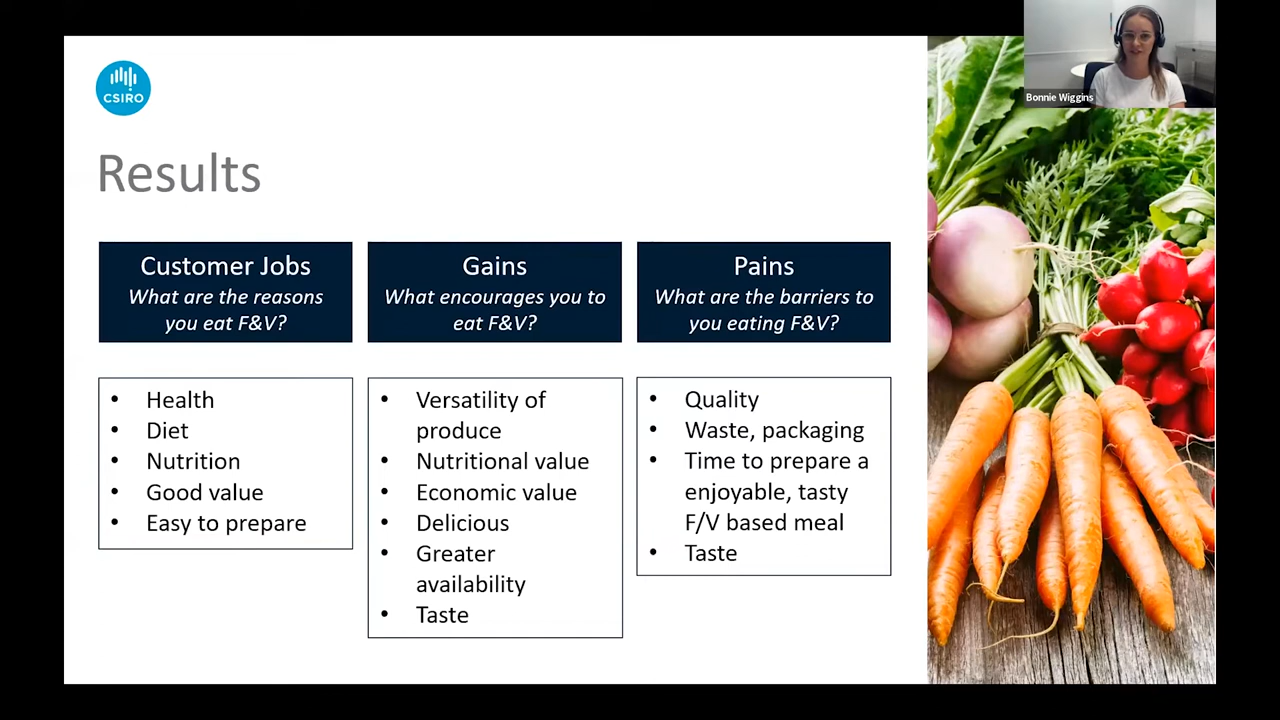 CSIRO
Bonnie Wiggins
Results
Customer Jobs
What are the reasons
you eat F&V?
• Health
• Diet
• Nutrition
• Good value
• Easy to prepare
Gains
What encourages you to
eat F&V?
• Versatility of
produce
• Nutritional value
• Economic value
• Delicious
• Greater
availability
• Taste
Pains
What are the barriers to
you eating F&V?
• Quality
• Waste, packaging
• Time to prepare a
enjoyable, tasty
F/V based meal
• Taste